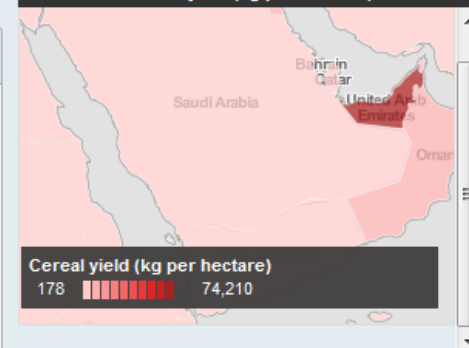 Bahrain
Qatar
Saudi Arabia
United Arab
Emirates
Oman
Cereal yield (kg per hectare)
178 74,210